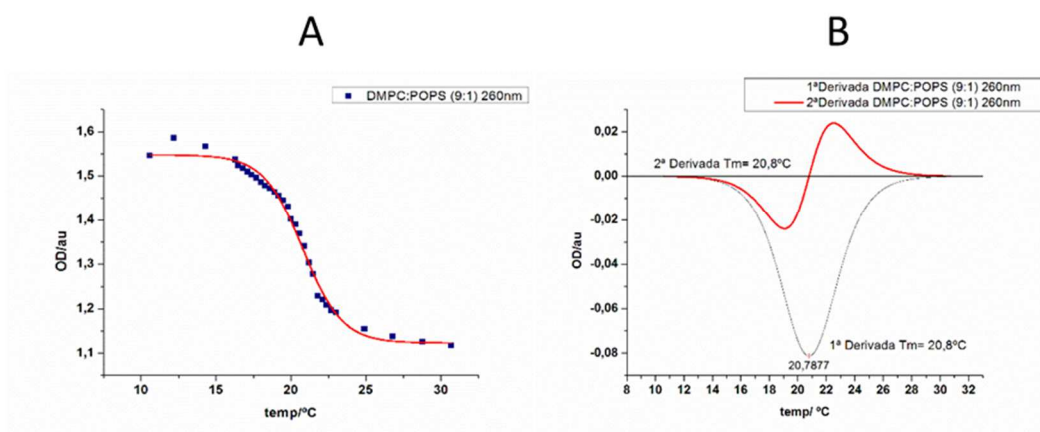 A
B
DMPC:POPS (9:1) 260nm
1,6
1,5
1,4
1,3
1,2
1,1
OD/au
10
15
20
25
30
temp/ºC
1ªDerivada DMPC:POPS (9:1) 260nm
2ªDerivada DMPC:POPS (9:1) 260nm
0,02
0,00
-0,02
-0,04
-0,06
-0,08
OD/au
2ª Derivada Tm= 20,8ºC
1ª Derivada Tm= 20,8ºC
20,7877
8
10
12
14
16
18
20
22
24
26
28
30
32
temp/ ºC